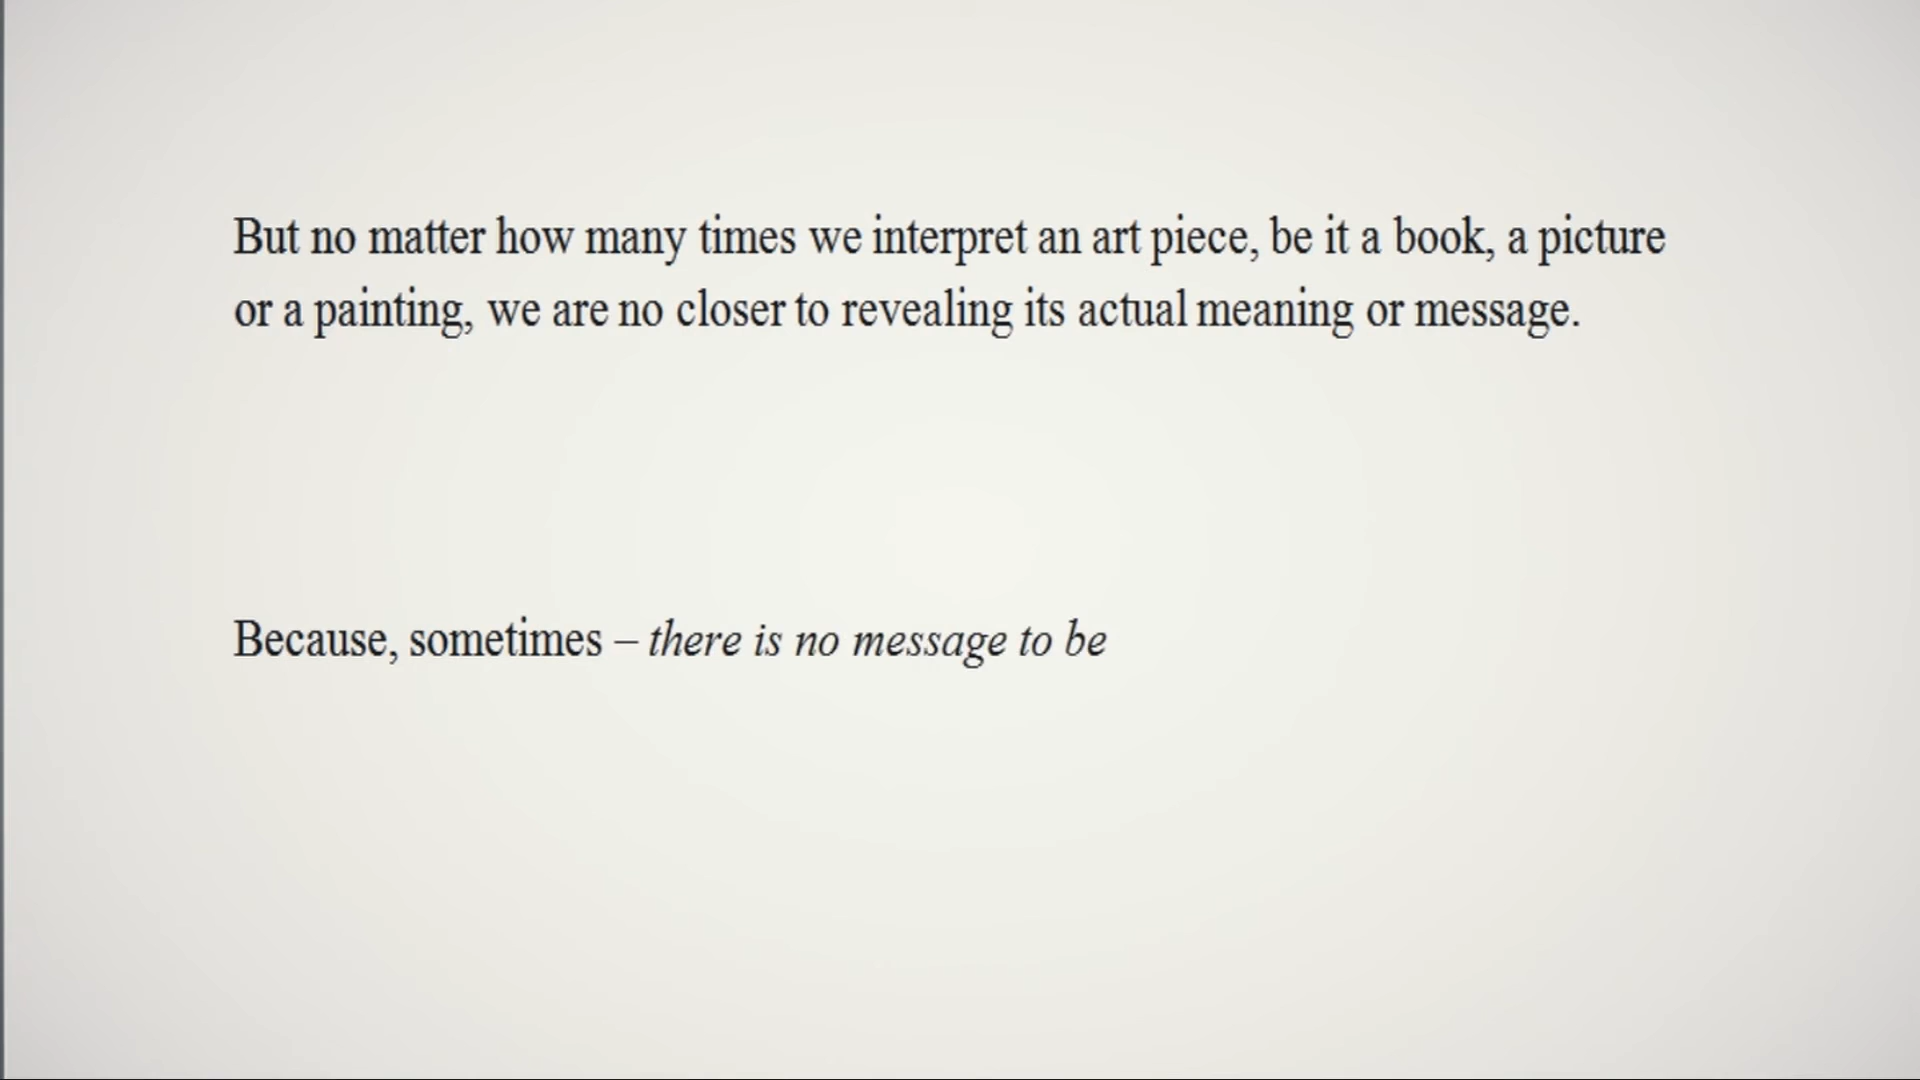 But no matter how many times we interpret an art piece, be it a book, a picture
or a painting, we are no closer to revealing its actual meaning or message.
Because, sometimes – there is no message to be